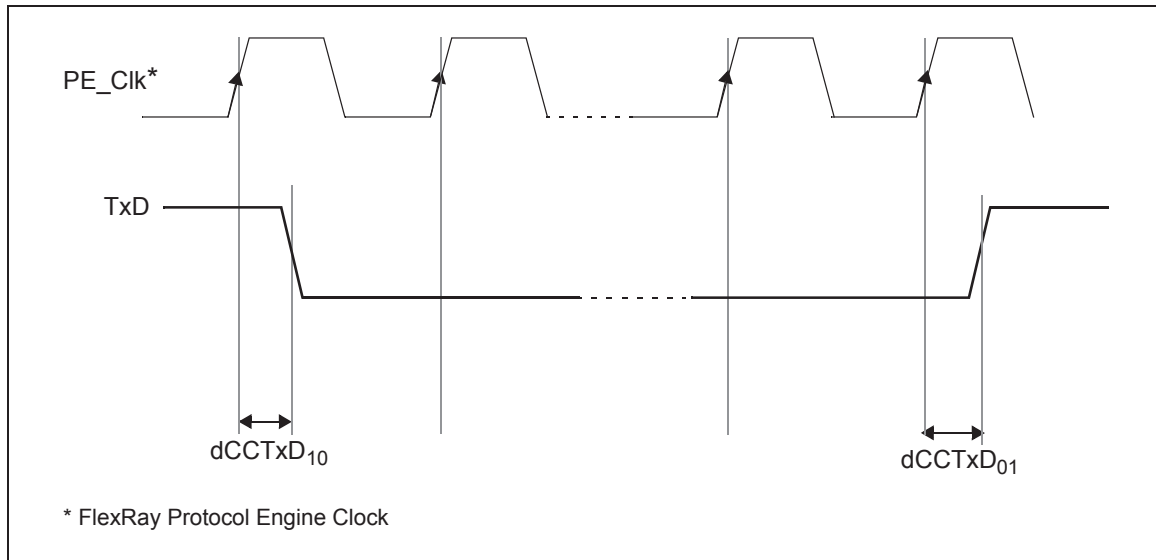 PE_Clk*
TxD
dCCTxD₁₀
dCCTxD₀₁
* FlexRay Protocol Engine Clock